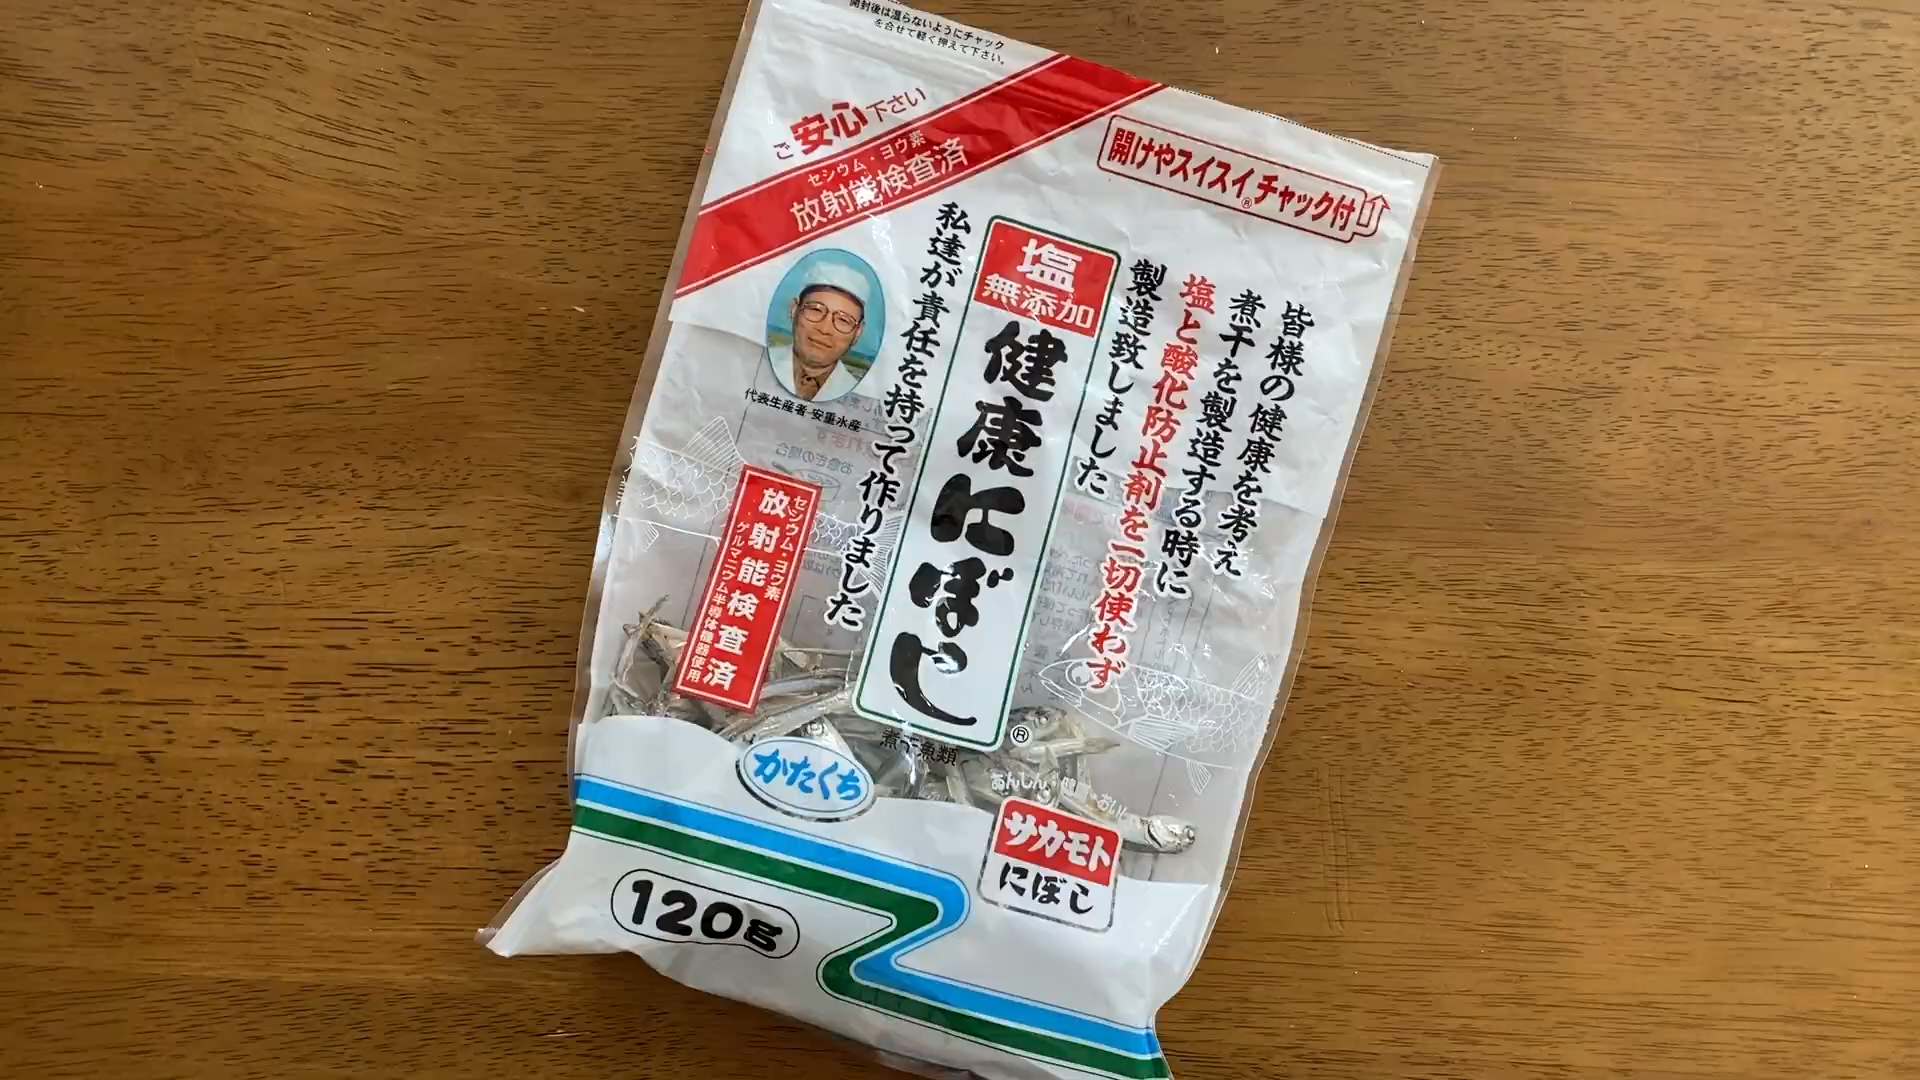 開封後は湿らないようにチャック
を合せて軽く押えて下さい。
ご安心下さい
セシウム・ヨウ素
放射能検査済
開けやスイスイ®チャック付
皆様の健康を考え
煮干を製造する時に
塩と酸化防止剤を一切使わず
製造致しました
塩
無添加
健康にぼし
®
私達が責任を持って作りました
代表生産者 安重水産
セシウム・ヨウ素
放射能検査済
ゲルマニウム半導体機器使用
煮干魚類
かたくち
あんしん・健
サカモト
にぼし
120g